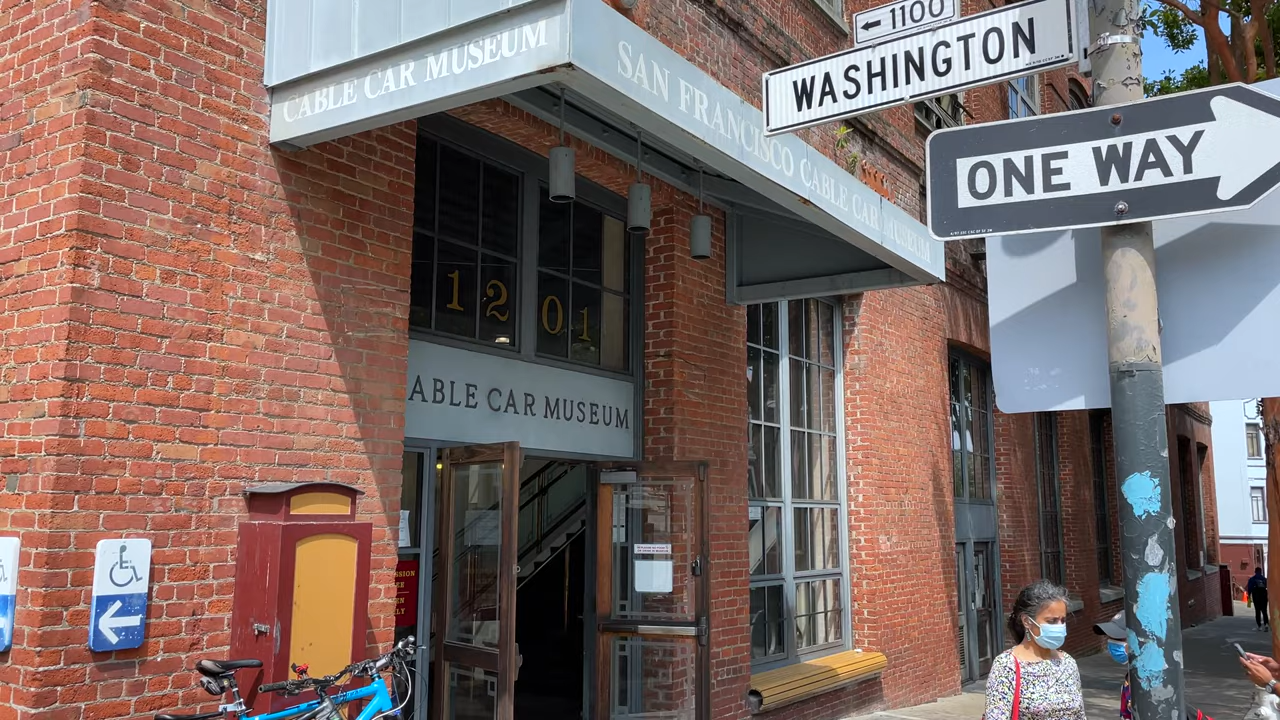 CABLE CAR MUSEUM
SAN FRANCISCO CABLE CAR MUSEUM
← 1100
WASHINGTON
ONE WAY
1201
ABLE CAR MUSEUM